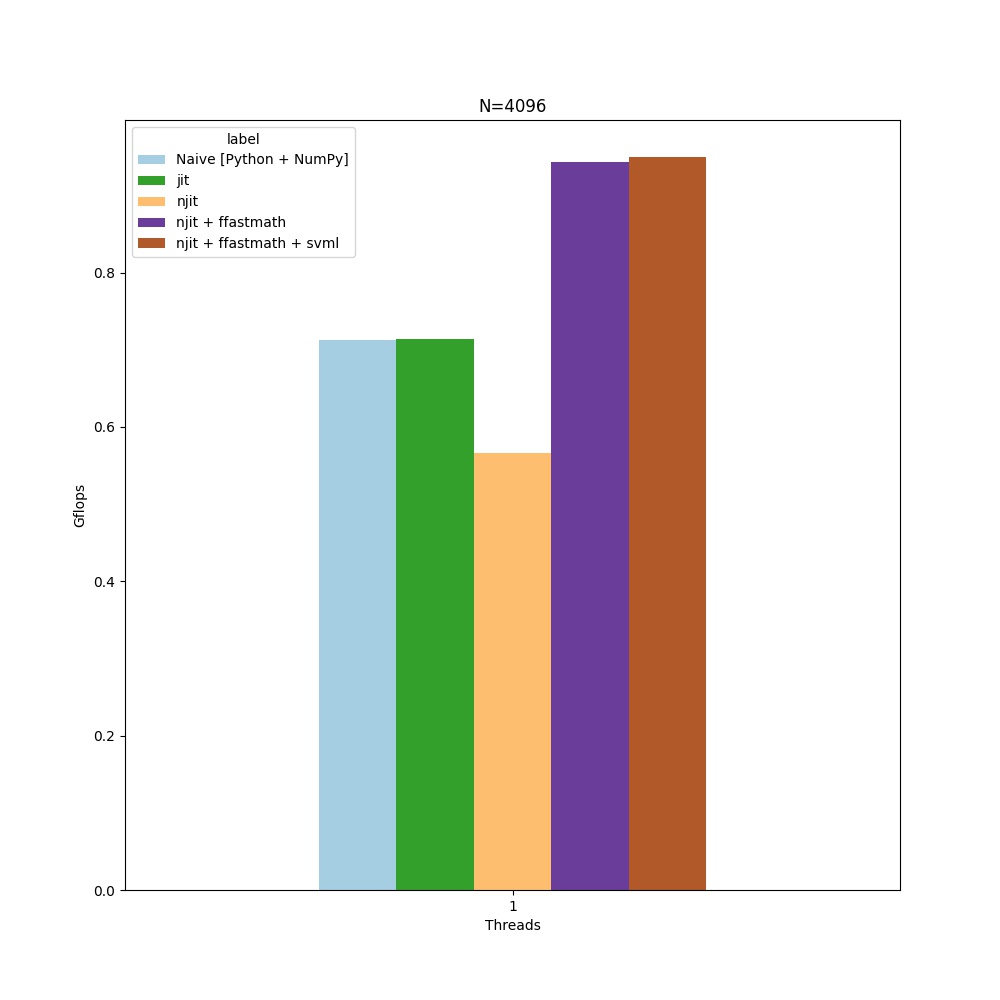 N=4096
label
Naive [Python + NumPy]
jit
njit
njit + ffastmath
njit + ffastmath + svml
0.8
0.6
0.4
0.2
0.0
Gflops
1
Threads